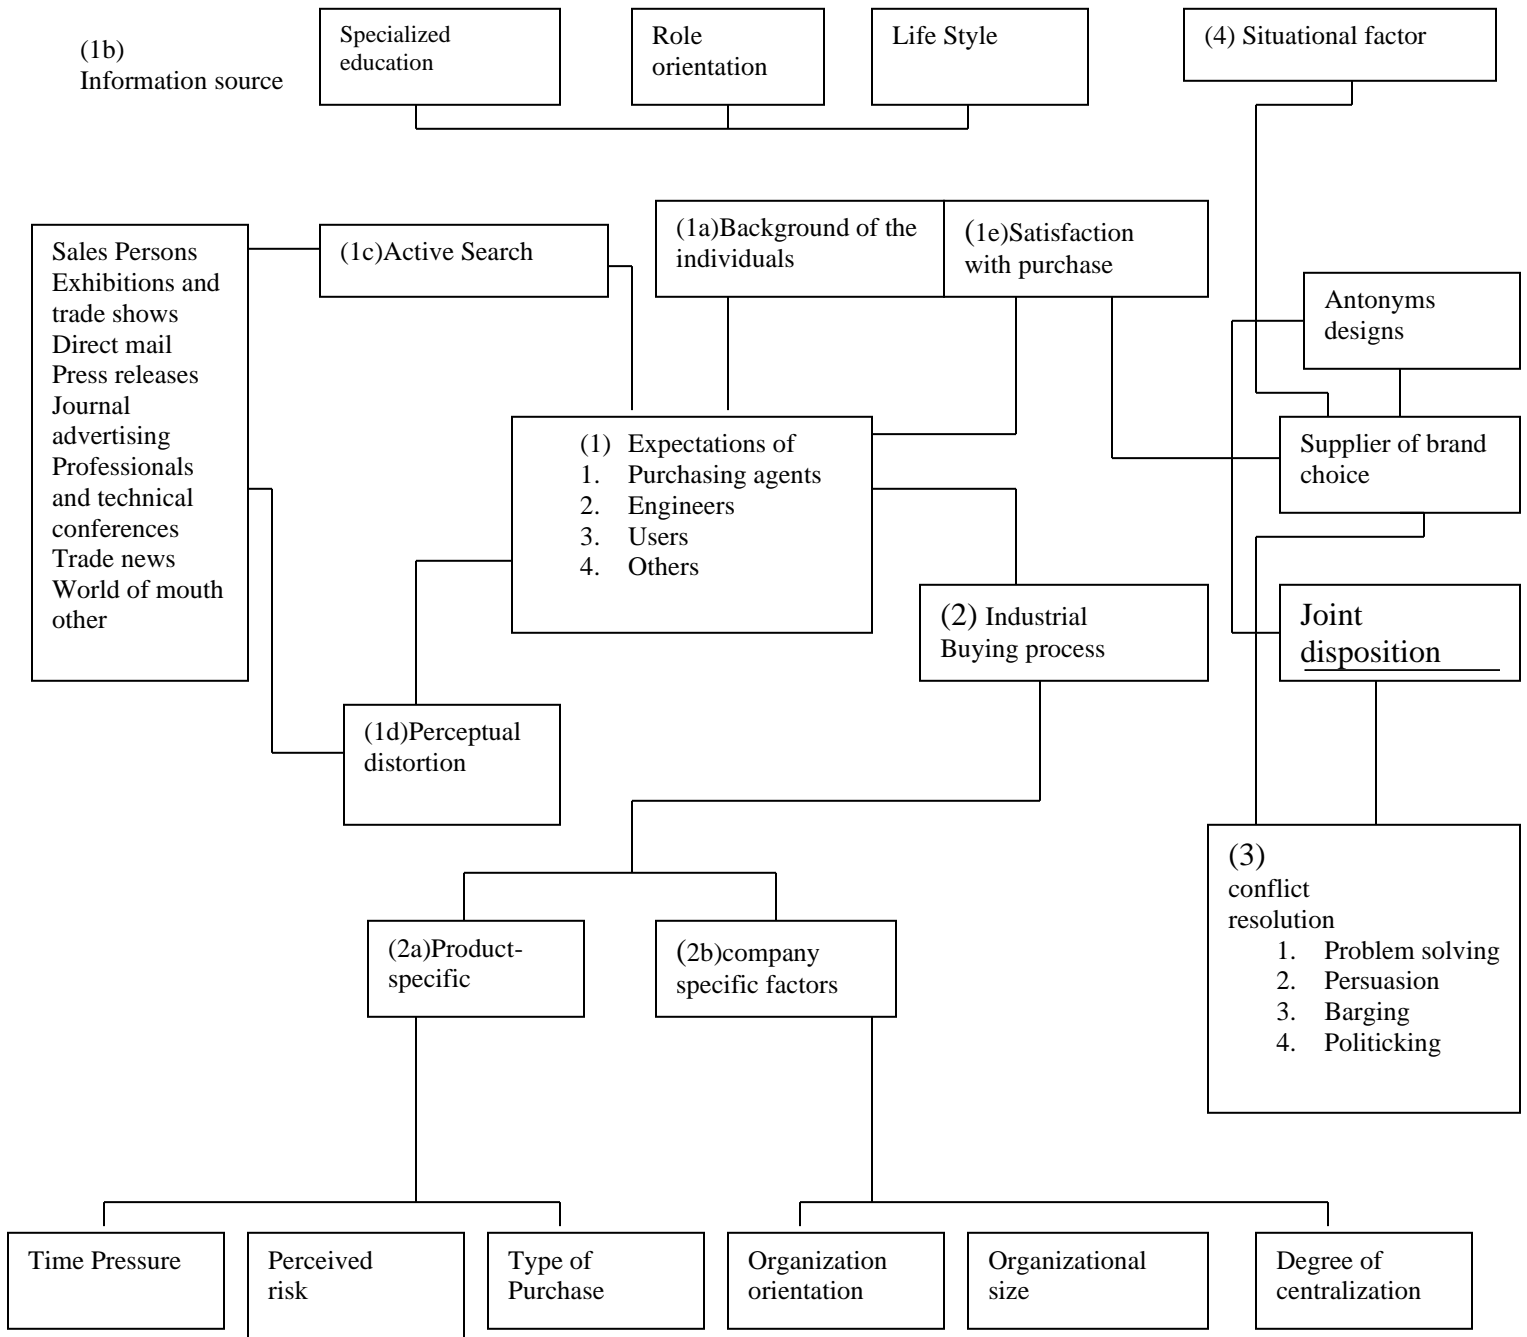 (1b)
Information source
Specialized
education
Role
orientation
Life Style
(4) Situational factor
Sales Persons
Exhibitions and
trade shows
Direct mail
Press releases
Journal
advertising
Professionals
and technical
conferences
Trade news
World of mouth
other
(1c)Active Search
(1a)Background of the
individuals
(1e)Satisfaction
with purchase
Antonyms
designs
(1) Expectations of
1. Purchasing agents
2. Engineers
3. Users
4. Others
Supplier of brand
choice
(2) Industrial
Buying process
Joint
disposition
(1d)Perceptual
distortion
(3)
conflict
resolution
1. Problem solving
2. Persuasion
3. Barging
4. Politicking
(2a)Product-
specific
(2b)company
specific factors
Time Pressure
Perceived
risk
Type of
Purchase
Organization
orientation
Organizational
size
Degree of
centralization